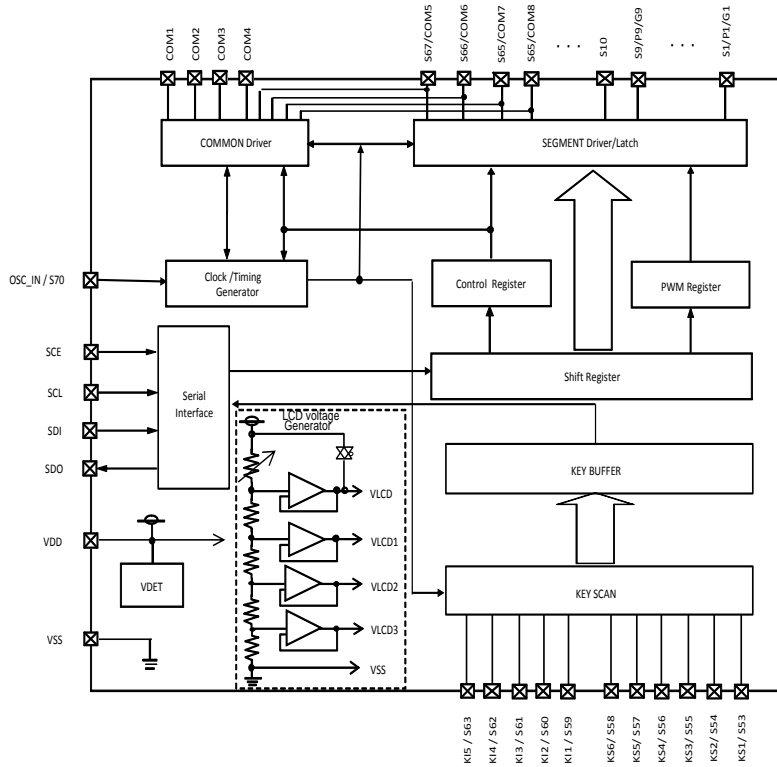 COM1
COM2
COM3
COM4
S67/COM5
S66/COM6
S65/COM7
S65/COM8
. . .
S10
S9/P9/G9
. . .
S1/P1/G1
COMMON Driver
SEGMENT Driver/Latch
OSC_IN / S70
Clock /Timing
Generator
Control Register
PWM Register
SCE
SCL
SDI
SDO
Serial
Interface
Shift Register
LCD voltage
Generator
KEY BUFFER
VLCD
VLCD1
VLCD2
VLCD3
VSS
VDD
VDET
VSS
KEY SCAN
KI5 / S63
KI4 / S62
KI3 / S61
KI2 / S60
KI1 / S59
KS6/ S58
KS5/ S57
KS4/ S56
KS3/ S55
KS2/ S54
KS1/ S53